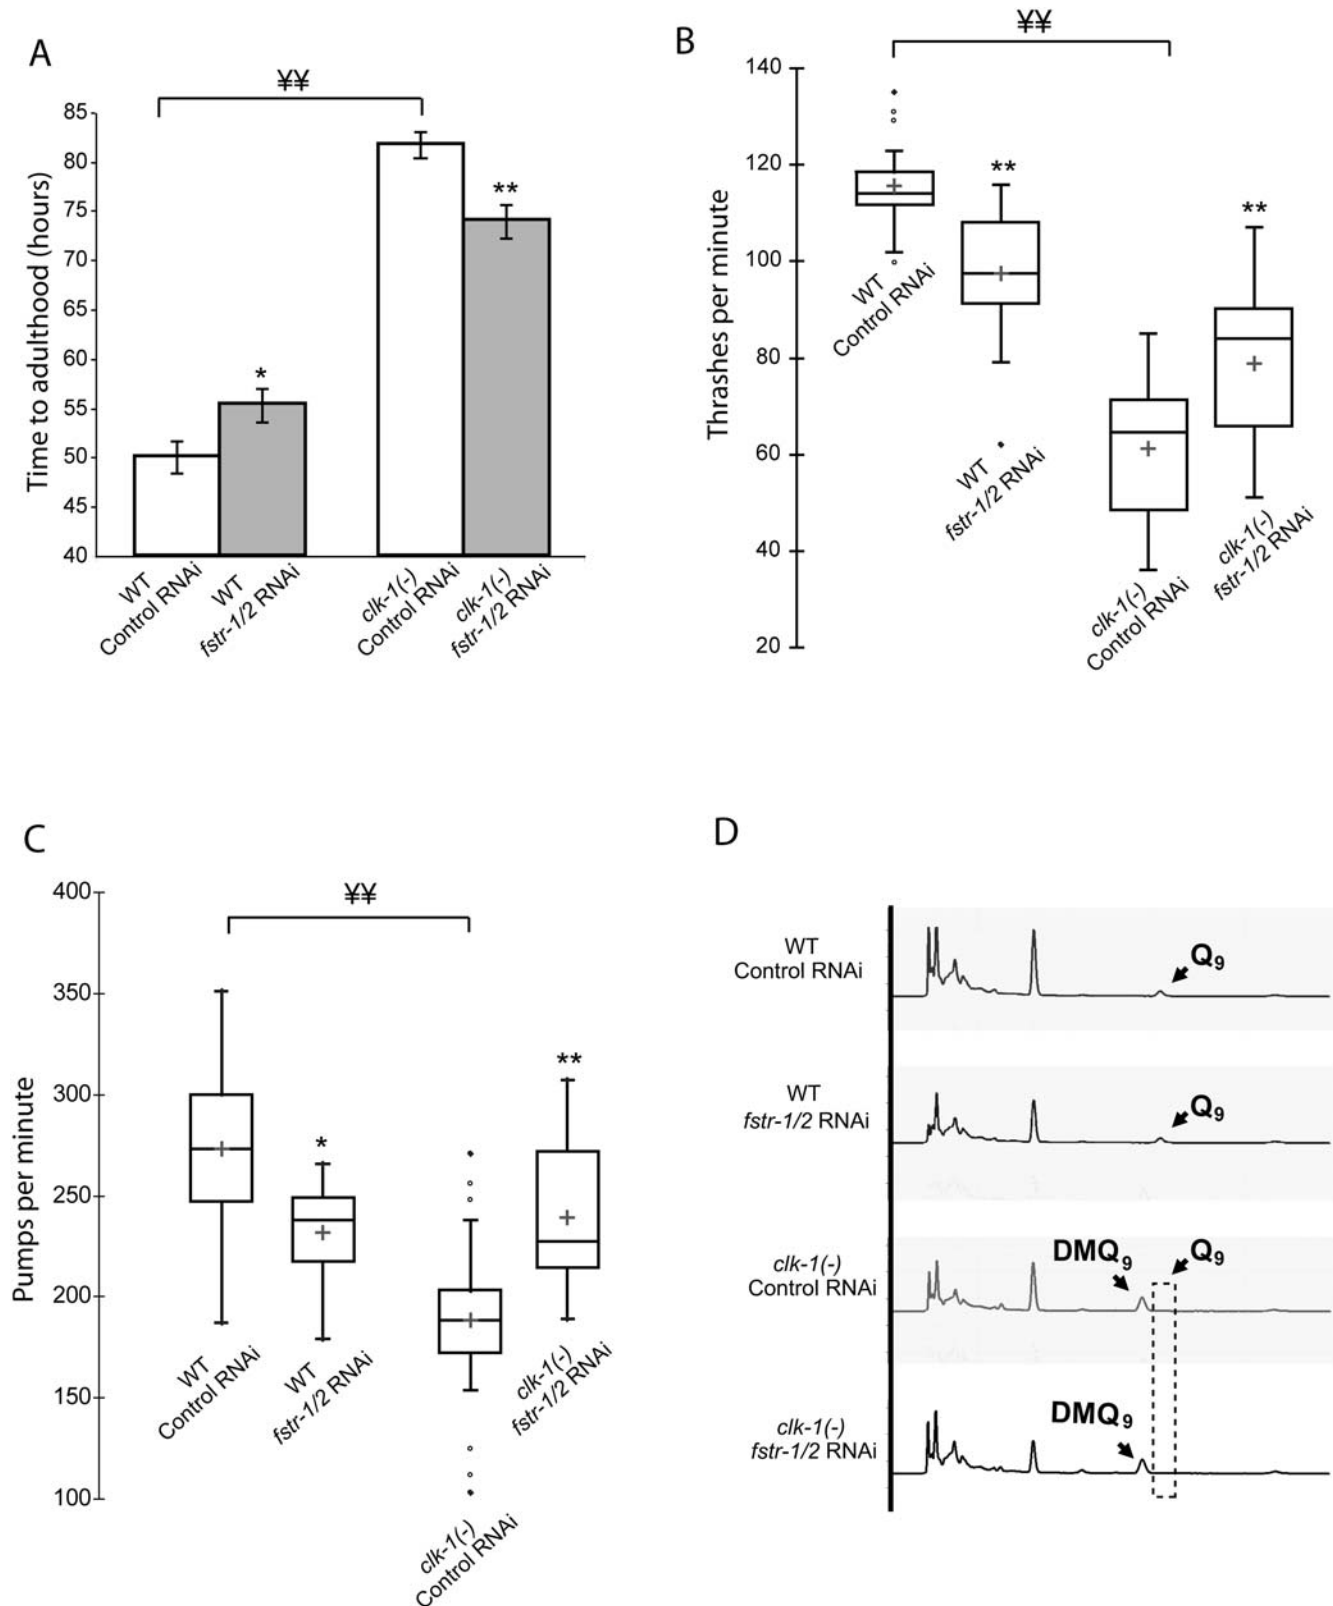 A
¥¥
Time to adulthood (hours)
85
80
75
70
65
60
55
50
45
40
*
**
WT
Control RNAi
WT
fstr-1/2 RNAi
clk-1(-)
Control RNAi
clk-1(-)
fstr-1/2 RNAi
B
¥¥
Thrashes per minute
140
120
100
80
60
40
20
**
**
WT
Control RNAi
WT
fstr-1/2 RNAi
clk-1(-)
Control RNAi
clk-1(-)
fstr-1/2 RNAi
C
¥¥
Pumps per minute
400
350
300
250
200
150
100
*
**
WT
Control RNAi
WT
fstr-1/2 RNAi
clk-1(-)
Control RNAi
clk-1(-)
fstr-1/2 RNAi
D
WT
Control RNAi
Q9
WT
fstr-1/2 RNAi
Q9
clk-1(-)
Control RNAi
DMQ9
Q9
clk-1(-)
fstr-1/2 RNAi
DMQ9